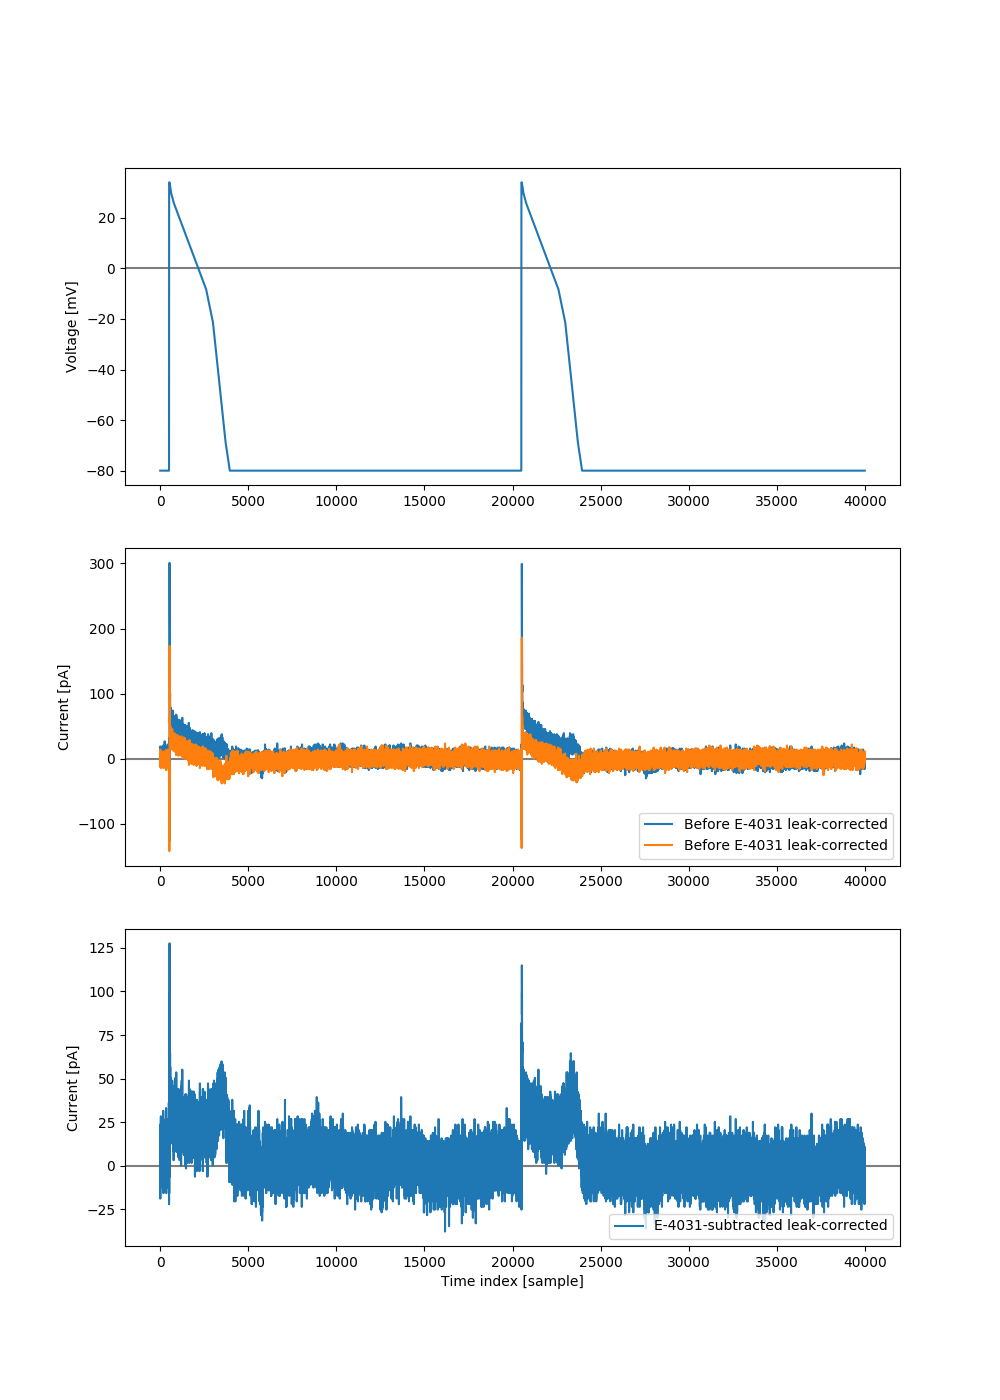 20
0
−20
−40
−60
−80
Voltage [mV]
0 5000 10000 15000 20000 25000 30000 35000 40000
300
200
100
0
−100
Current [pA]
Before E-4031 leak-corrected
Before E-4031 leak-corrected
0 5000 10000 15000 20000 25000 30000 35000 40000
125
100
75
50
25
0
−25
Current [pA]
E-4031-subtracted leak-corrected
0 5000 10000 15000 20000 25000 30000 35000 40000
Time index [sample]